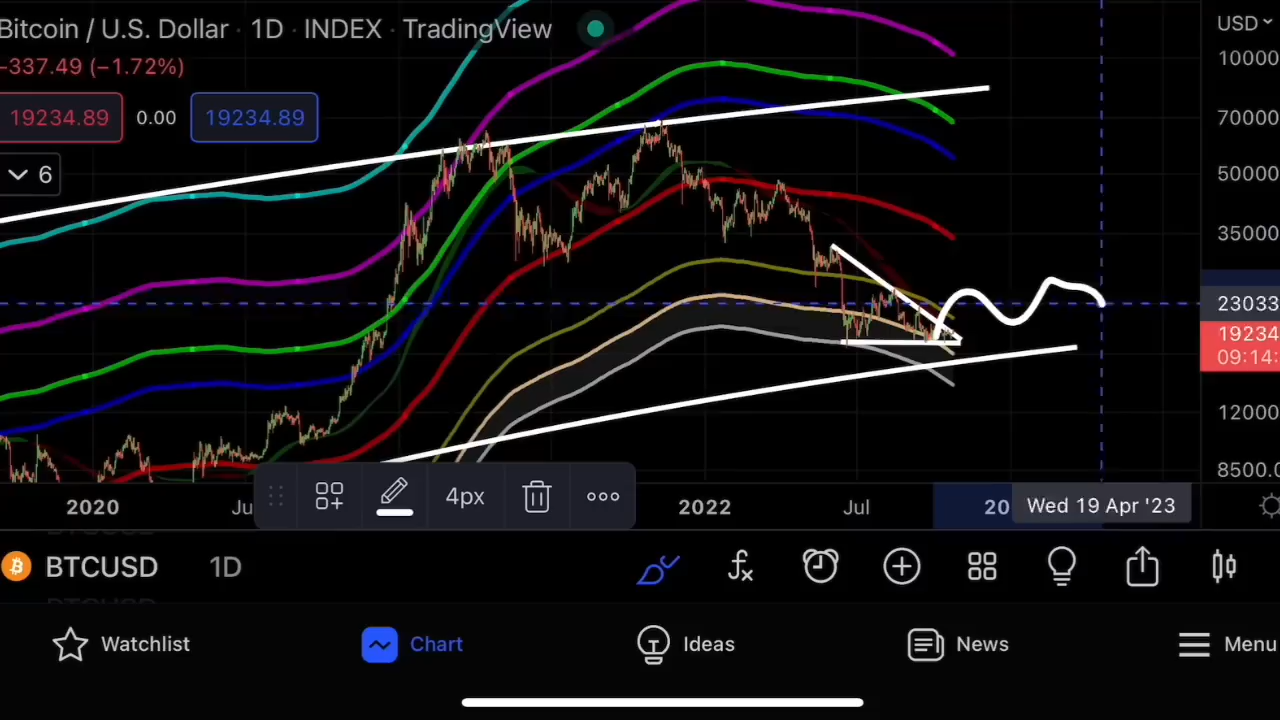 Bitcoin / U.S. Dollar · 1D · INDEX · TradingView
USD
-337.49 (-1.72%)
10000
19234.89 0.00 19234.89
70000
6
50000
35000
23033
19234
09:14:
12000
8500.0
2020 Ju 2022 Jul 20 Wed 19 Apr '23
4px
BTCUSD 1D
Watchlist Chart Ideas News Menu